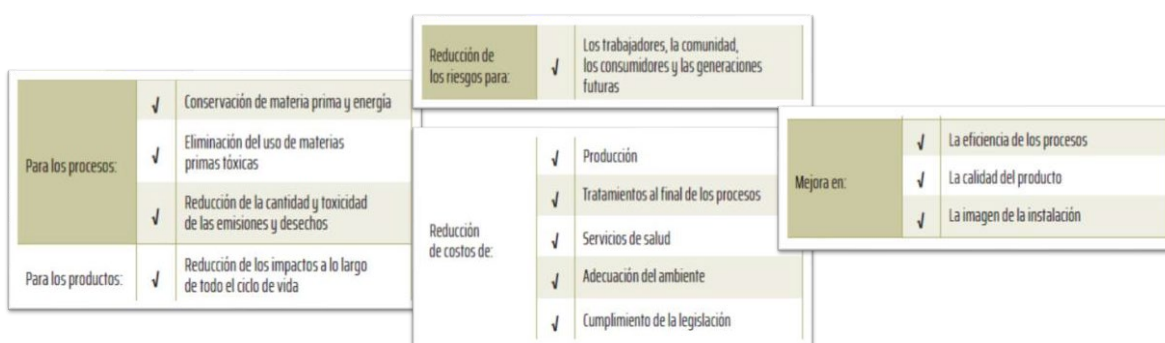 Para los procesos:
√ Conservación de materia prima y energía
√ Eliminación del uso de materias
primas tóxicas
√ Reducción de la cantidad y toxicidad
de las emisiones y desechos
Para los productos:
√ Reducción de los impactos a lo largo
de todo el ciclo de vida
Reducción de
los riesgos para:
√ Los trabajadores, la comunidad,
los consumidores y las generaciones
futuras
Reducción
de costos de:
√ Producción
√ Tratamientos al final de los procesos
√ Servicios de salud
√ Adecuación del ambiente
√ Cumplimiento de la legislación
Mejora en:
√ La eficiencia de los procesos
√ La calidad del producto
√ La imagen de la instalación